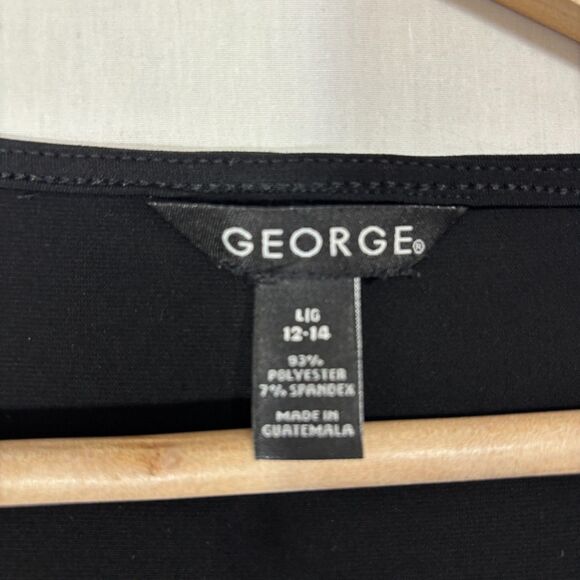 GEORGE®
L/G
12-14
93%
POLYESTER
7% SPANDEX
MADE IN
GUATEMALA